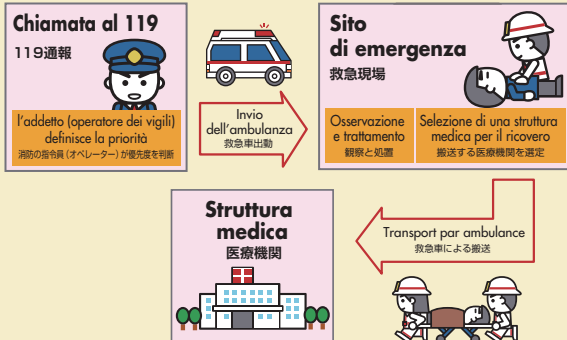 Chiamata al 119
119通報
l'addetto (operatore dei vigili)
definisce la priorità
消防の指令員（オペレーター）が優先度を判断
Invio
dell'ambulanza
救急車出動
Sito
di emergenza
救急現場
Osservazione
e trattamento
観察と処置
Selezione di una struttura
medica per il ricovero
搬送する医療機関を選定
Transport par ambulance
救急車による搬送
Struttura
medica
医療機関